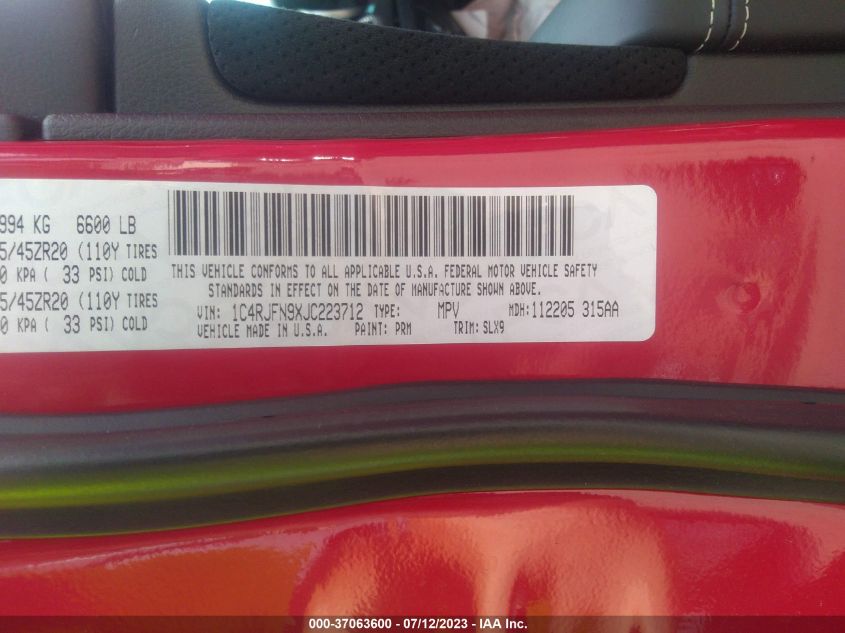 994 KG 6600 LB
5/45ZR20 (110Y TIRES
0 KPA ( 33 PSI) COLD
5/45ZR20 (110Y TIRES
0 KPA ( 33 PSI) COLD
THIS VEHICLE CONFORMS TO ALL APPLICABLE U.S.A. FEDERAL MOTOR VEHICLE SAFETY
STANDARDS IN EFFECT ON THE DATE OF MANUFACTURE SHOWN ABOVE.
VIN: 1C4RJFN9XJC223712 TYPE: MPV MDH:112205 315AA
VEHICLE MADE IN U.S.A. PAINT: PRM TRIM: SLX9
000-37063600 - 07/12/2023 - IAA Inc.